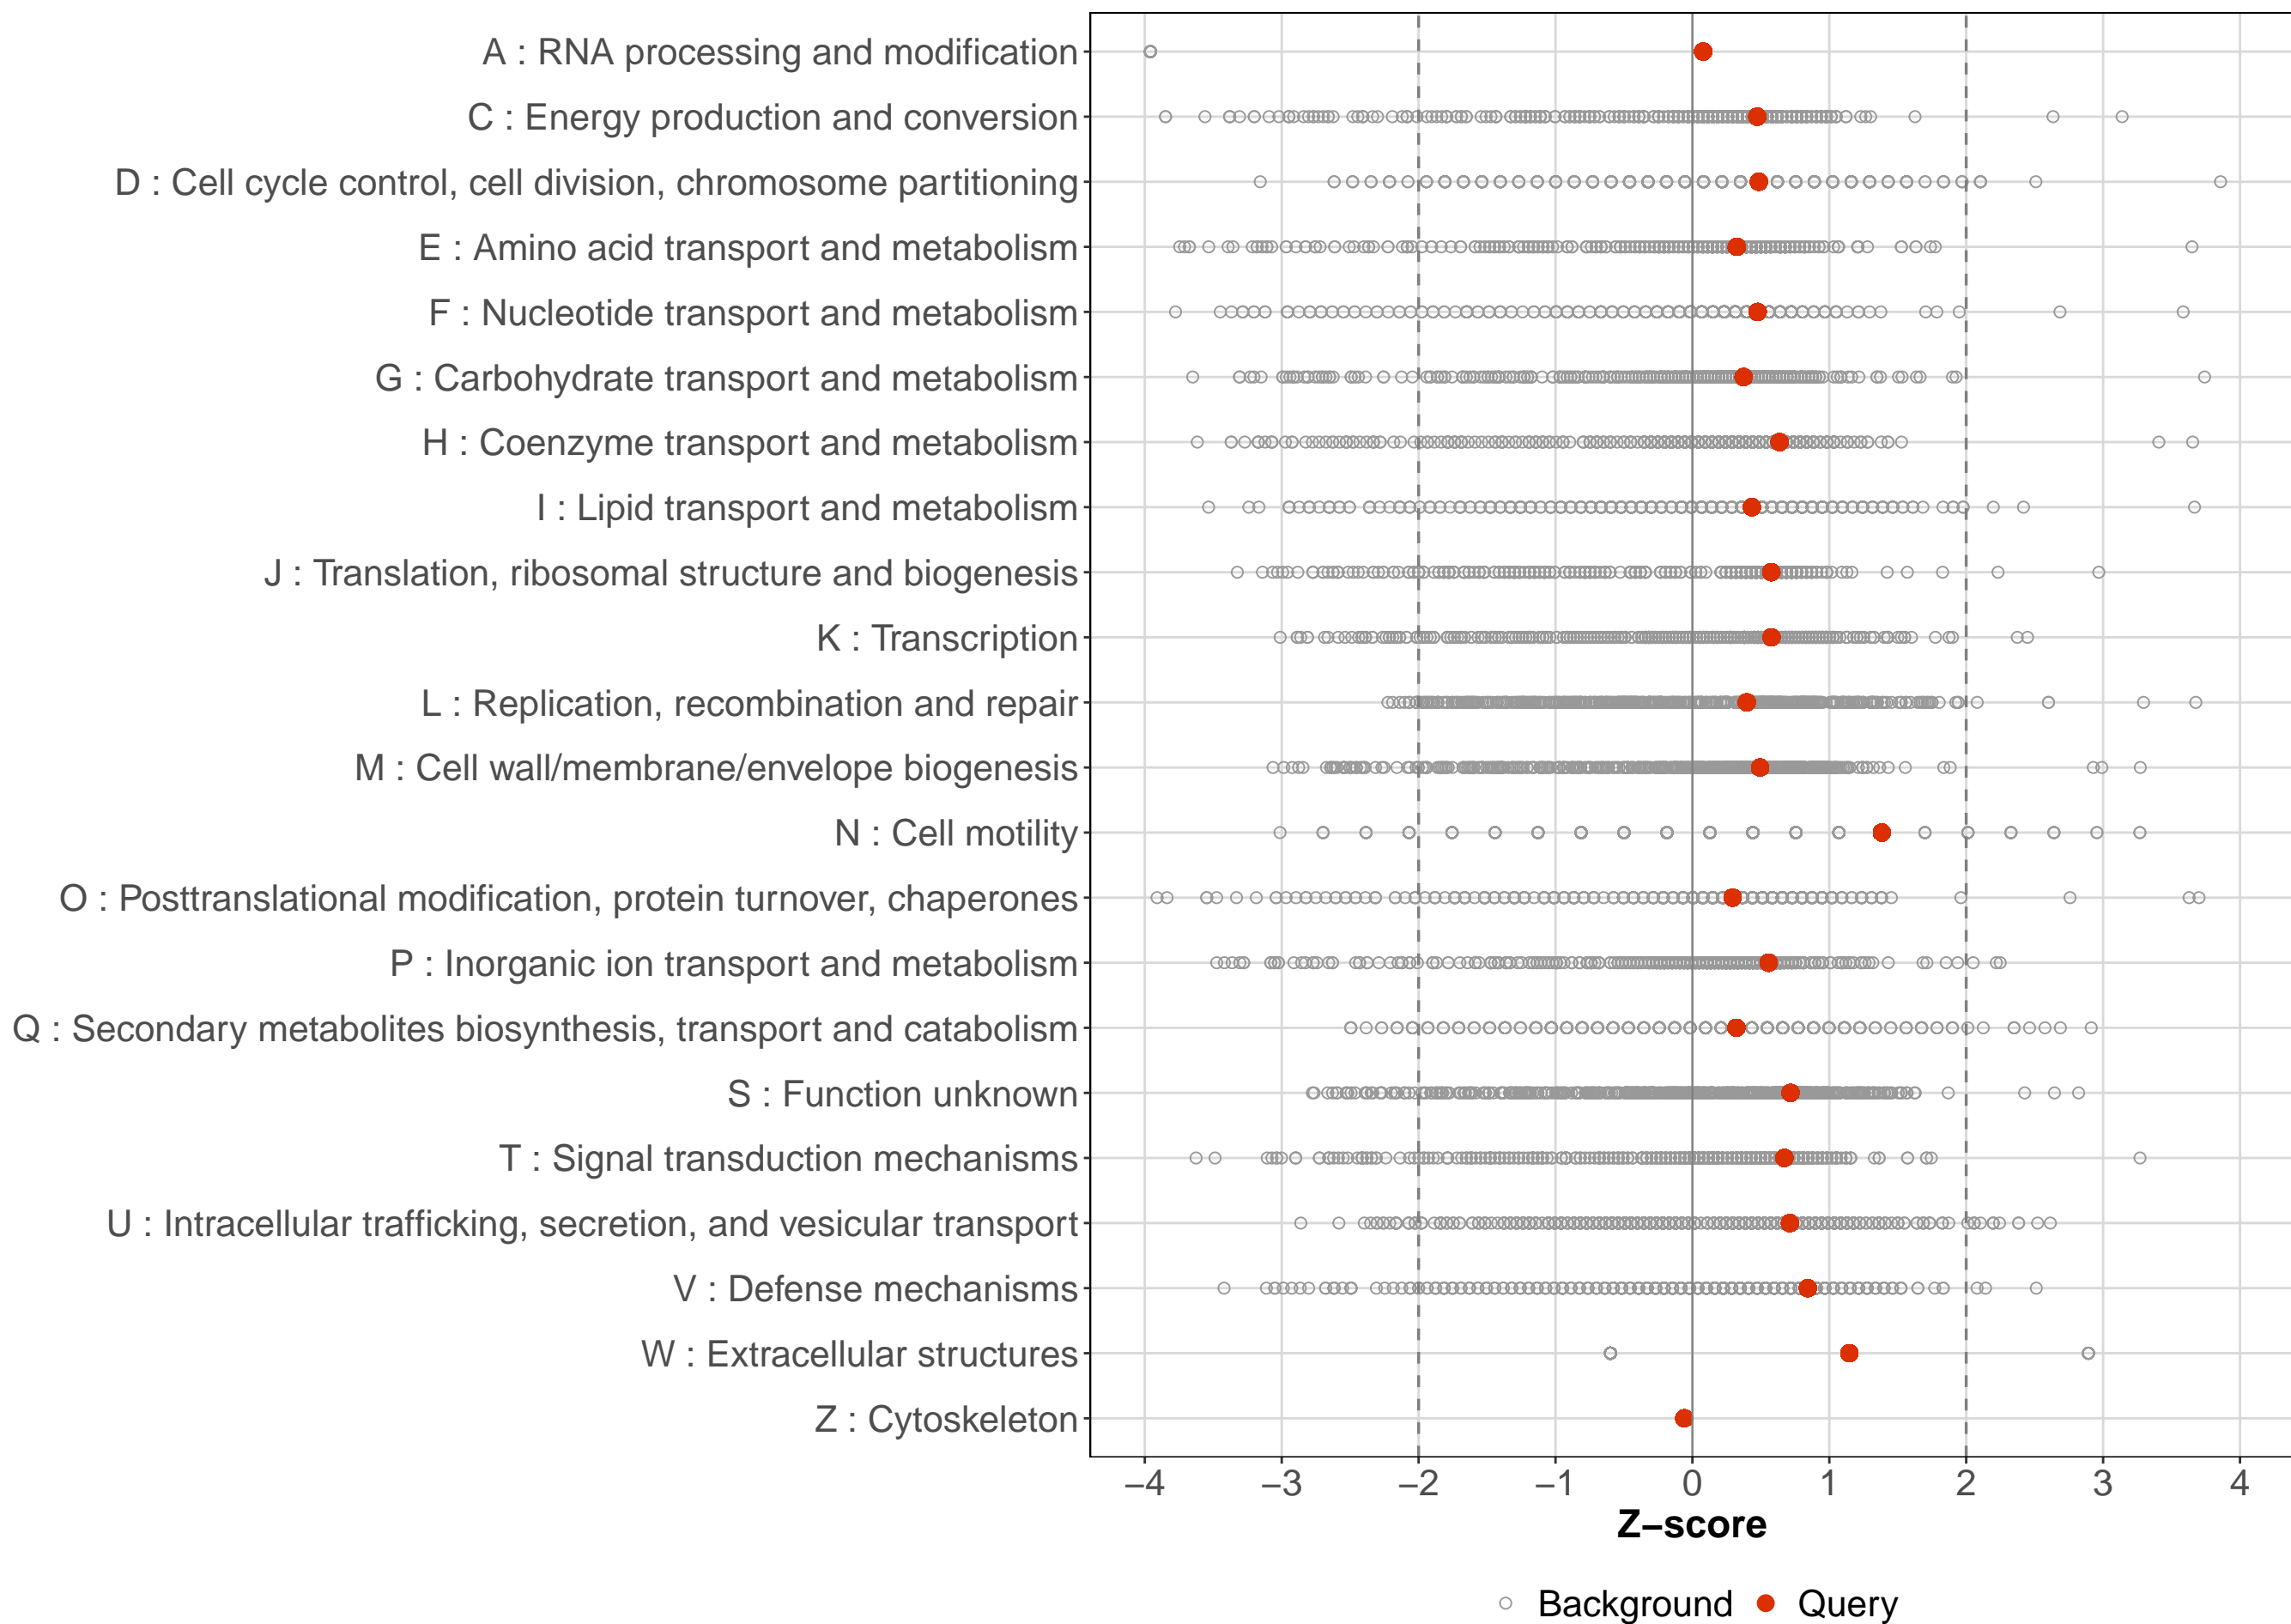 A : RNA processing and modification
C : Energy production and conversion
D : Cell cycle control, cell division, chromosome partitioning
E : Amino acid transport and metabolism
F : Nucleotide transport and metabolism
G : Carbohydrate transport and metabolism
H : Coenzyme transport and metabolism
I : Lipid transport and metabolism
J : Translation, ribosomal structure and biogenesis
K : Transcription
L : Replication, recombination and repair
M : Cell wall/membrane/envelope biogenesis
N : Cell motility
O : Posttranslational modification, protein turnover, chaperones
P : Inorganic ion transport and metabolism
Q : Secondary metabolites biosynthesis, transport and catabolism
S : Function unknown
T : Signal transduction mechanisms
U : Intracellular trafficking, secretion, and vesicular transport
V : Defense mechanisms
W : Extracellular structures
Z : Cytoskeleton
−4 −3 −2 −1 0 1 2 3 4
Z−score
Background Query